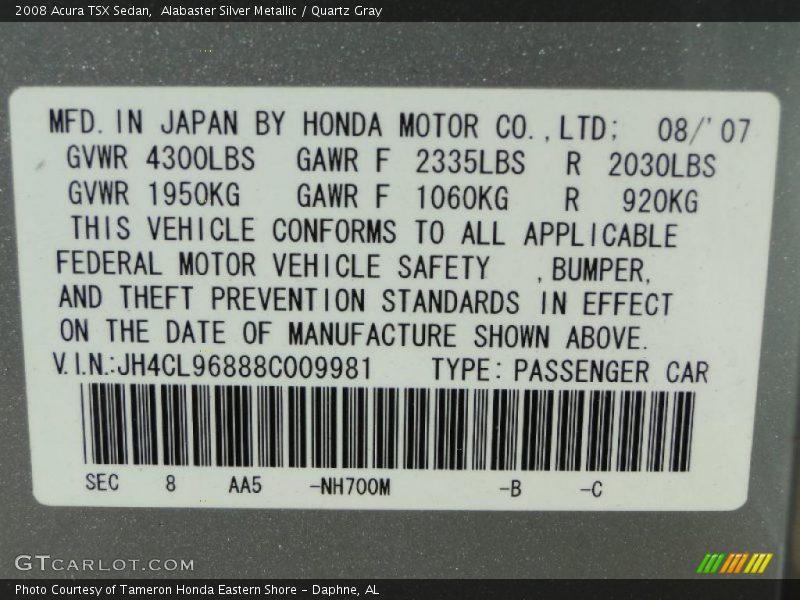 2008 Acura TSX Sedan,  Alabaster Silver Metallic / Quartz Gray
MFD. IN JAPAN BY HONDA MOTOR CO.,LTD; 08/'07
GVWR 4300LBS GAWR F 2335LBS R 2030LBS
GVWR 1950KG GAWR F 1060KG R 920KG
THIS VEHICLE CONFORMS TO ALL APPLICABLE
FEDERAL MOTOR VEHICLE SAFETY ,BUMPER,
AND THEFT PREVENTION STANDARDS IN EFFECT
ON THE DATE OF MANUFACTURE SHOWN ABOVE.
V.I.N.:JH4CL96888C009981 TYPE: PASSENGER CAR
SEC 8 AA5 -NH700M -B -C
GTCARLOT.COM
Photo Courtesy of Tameron Honda Eastern Shore - Daphne, AL